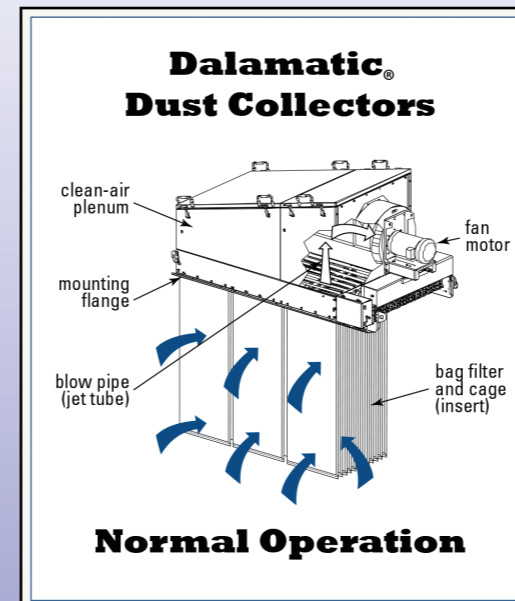 Dalamatic®
Dust Collectors
clean-air
plenum
fan
motor
mounting
flange
blow pipe
(jet tube)
bag filter
and cage
(insert)
Normal Operation